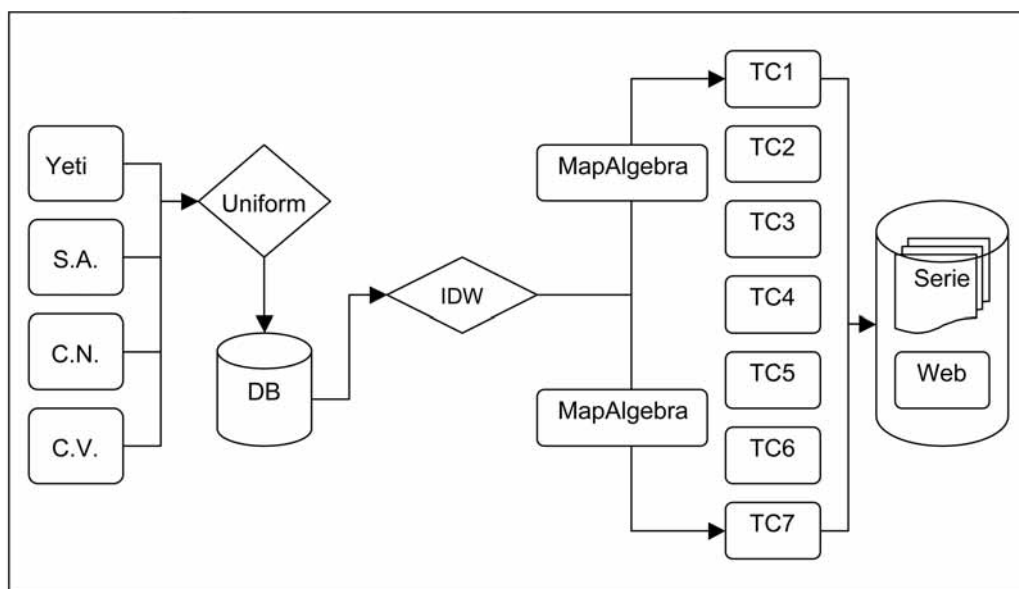 Yeti
S.A.
C.N.
C.V.
Uniform
DB
IDW
MapAlgebra
MapAlgebra
TC1
TC2
TC3
TC4
TC5
TC6
TC7
Serie
Web